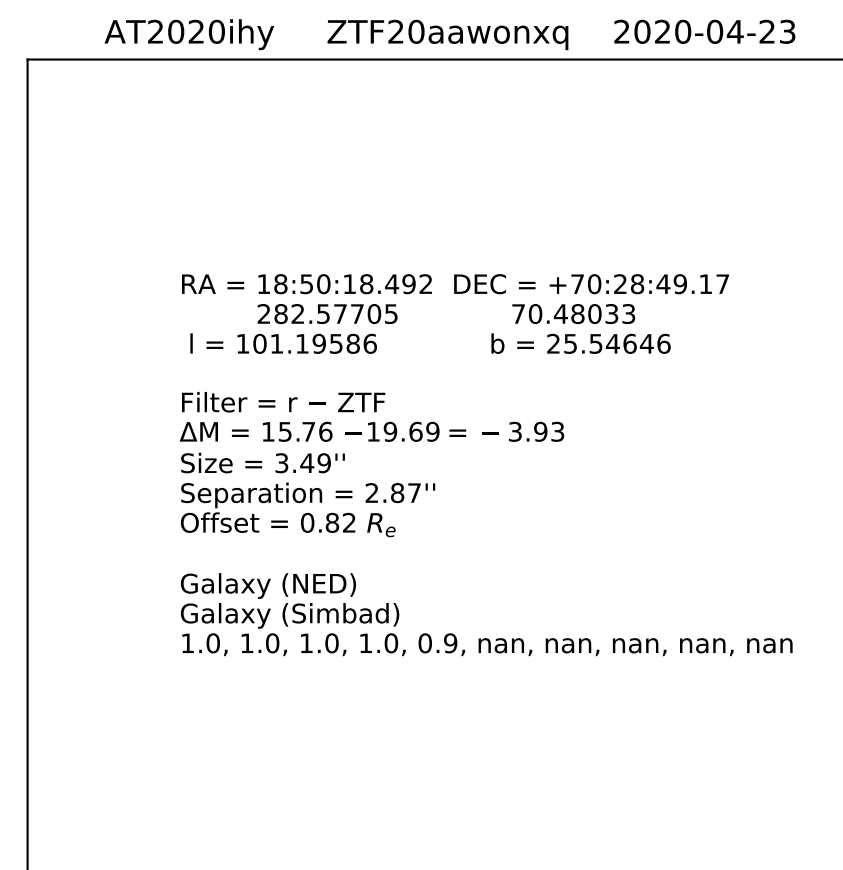 AT2020ihy ZTF20aawonxq 2020-04-23
RA = 18:50:18.492 DEC = +70:28:49.17
282.57705 70.48033
l = 101.19586 b = 25.54646
Filter = r − ZTF
ΔM = 15.76 −19.69 = − 3.93
Size = 3.49''
Separation = 2.87''
Offset = 0.82 Rₑ
Galaxy (NED)
Galaxy (Simbad)
1.0, 1.0, 1.0, 1.0, 0.9, nan, nan, nan, nan, nan